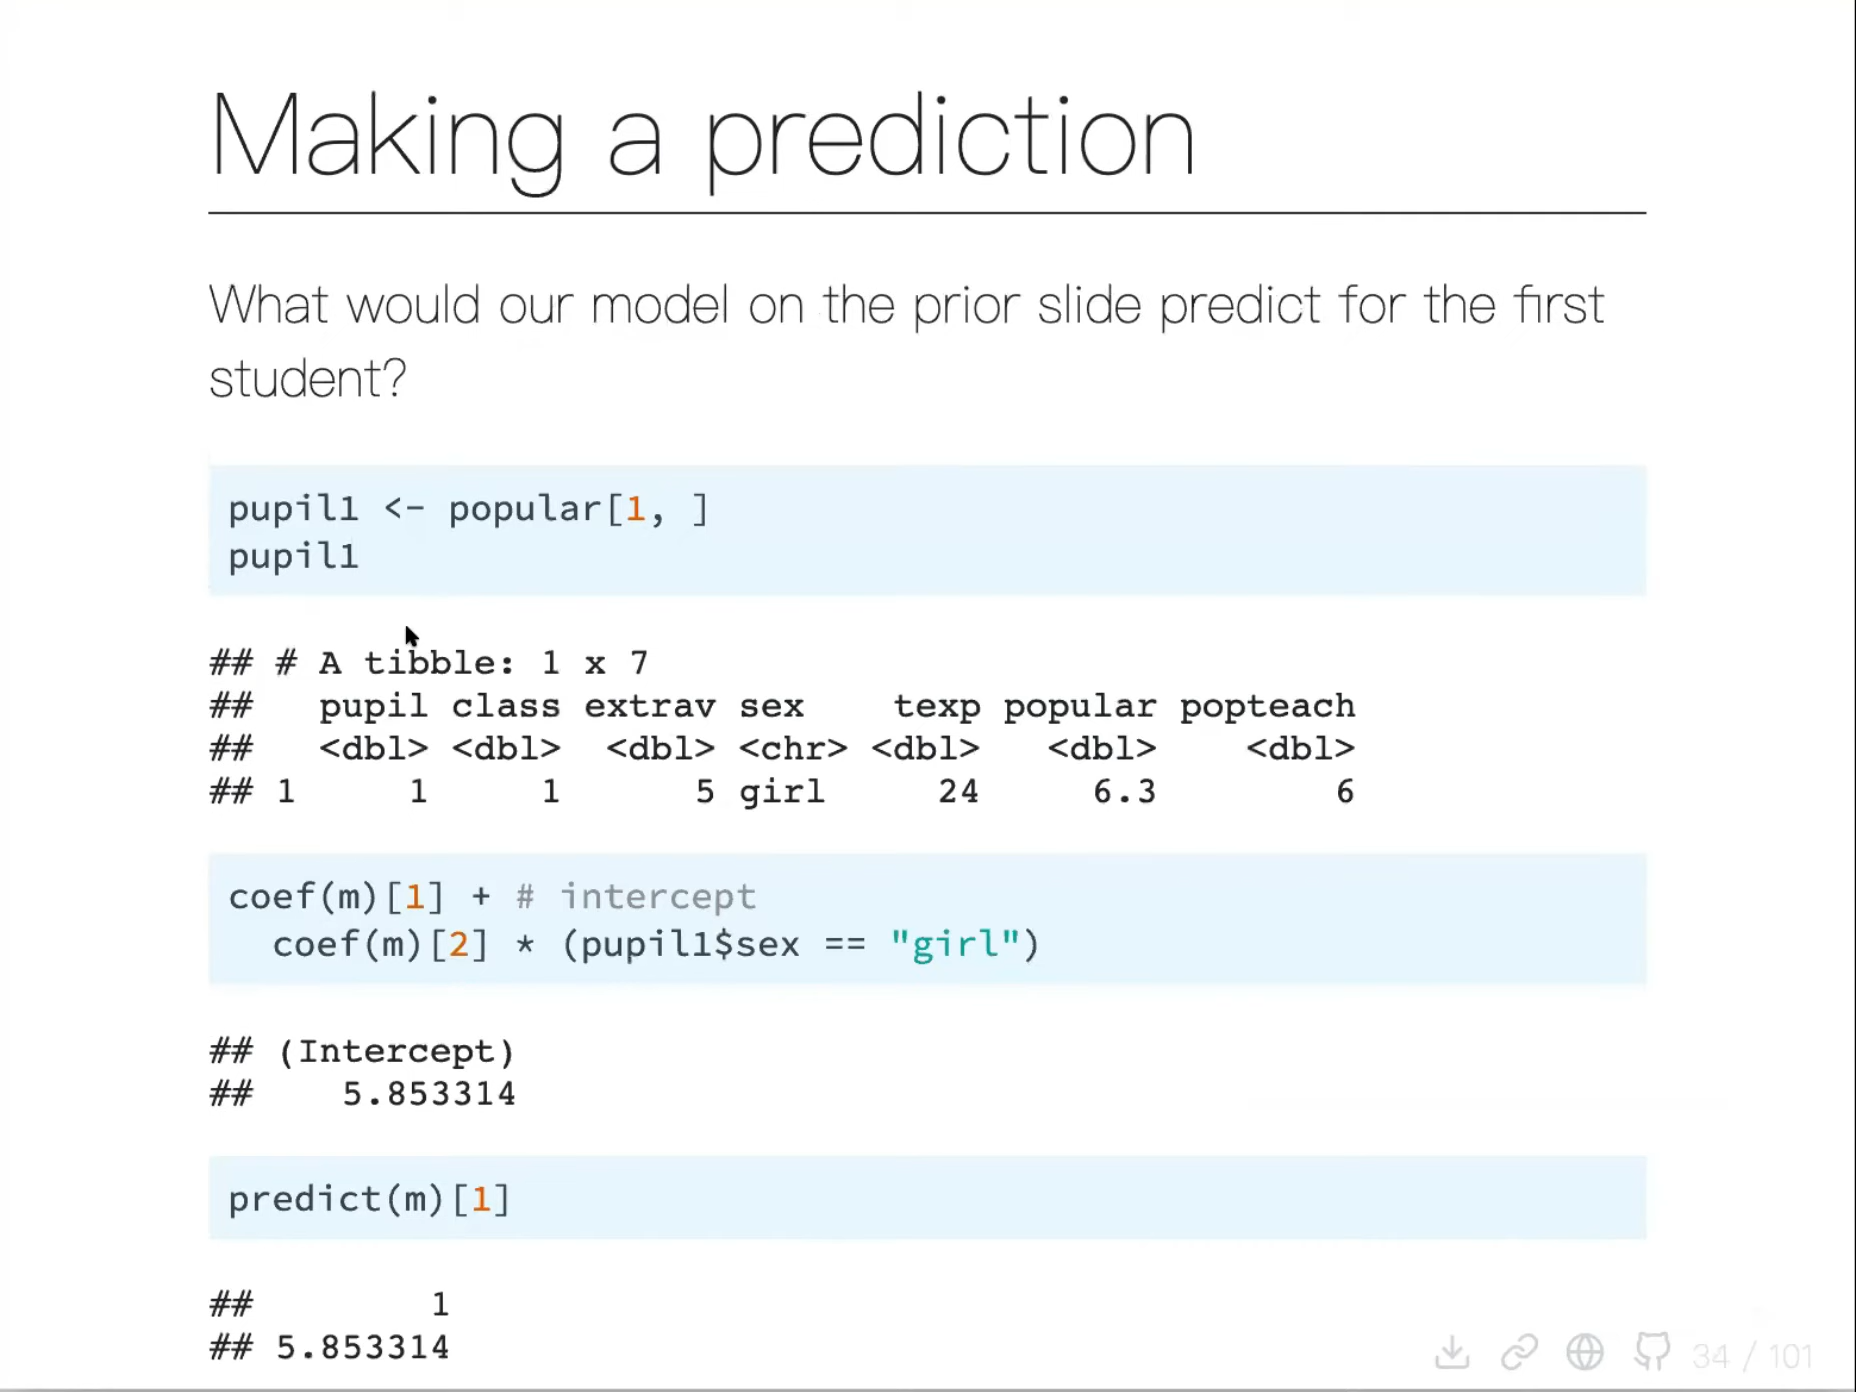 Making a prediction
What would our model on the prior slide predict for the first
student?
pupil1 <- popular[1, ]
pupil1
## # A tibble: 1 x 7
##   pupil class extrav sex    texp popular popteach
##   <dbl> <dbl>  <dbl> <chr> <dbl>   <dbl>    <dbl>
## 1     1     1      5 girl     24     6.3        6
coef(m)[1] + # intercept
  coef(m)[2] * (pupil1$sex == "girl")
## (Intercept)
##    5.853314
predict(m)[1]
##        1
## 5.853314
34 / 101